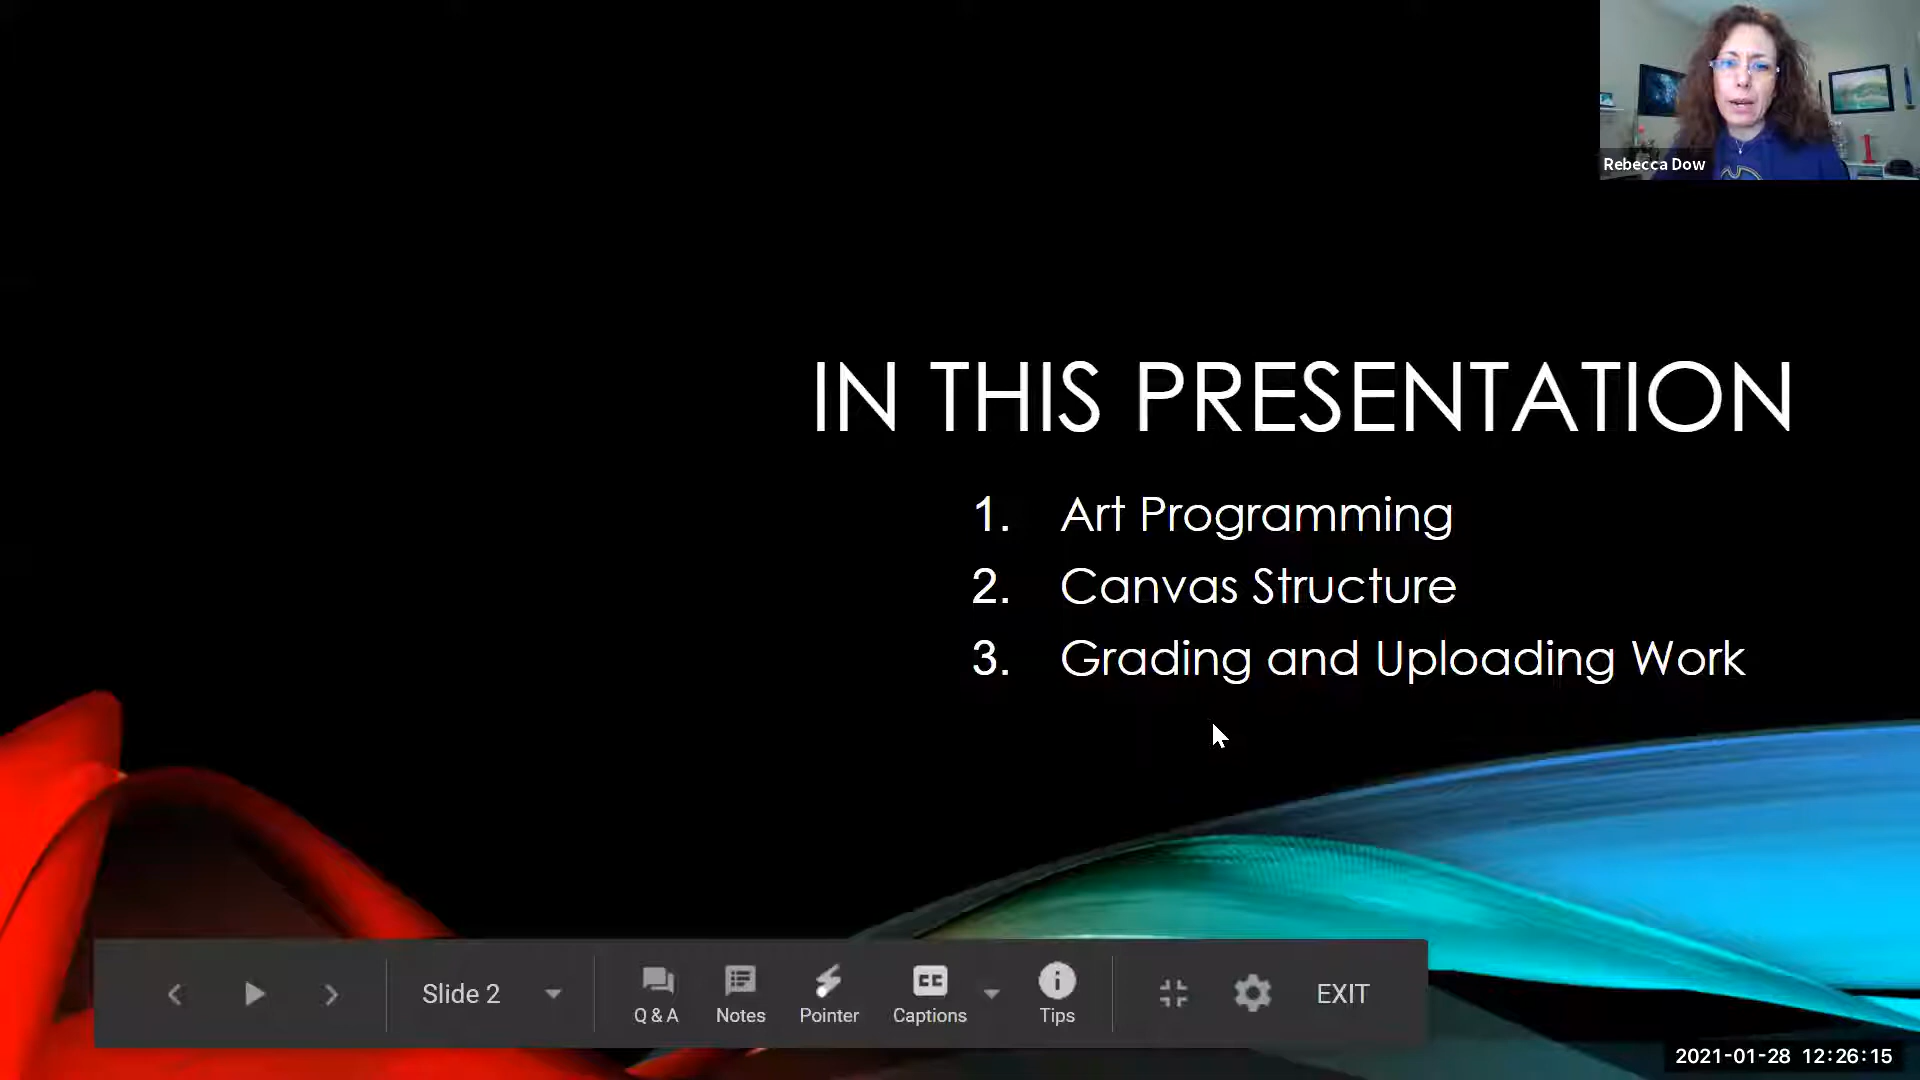 Rebecca Dow
IN THIS PRESENTATION
1. Art Programming
2. Canvas Structure
3. Grading and Uploading Work
Slide 2
Q & A
Notes
Pointer
CC
Captions
Tips
EXIT
2021-01-28 12:26:15